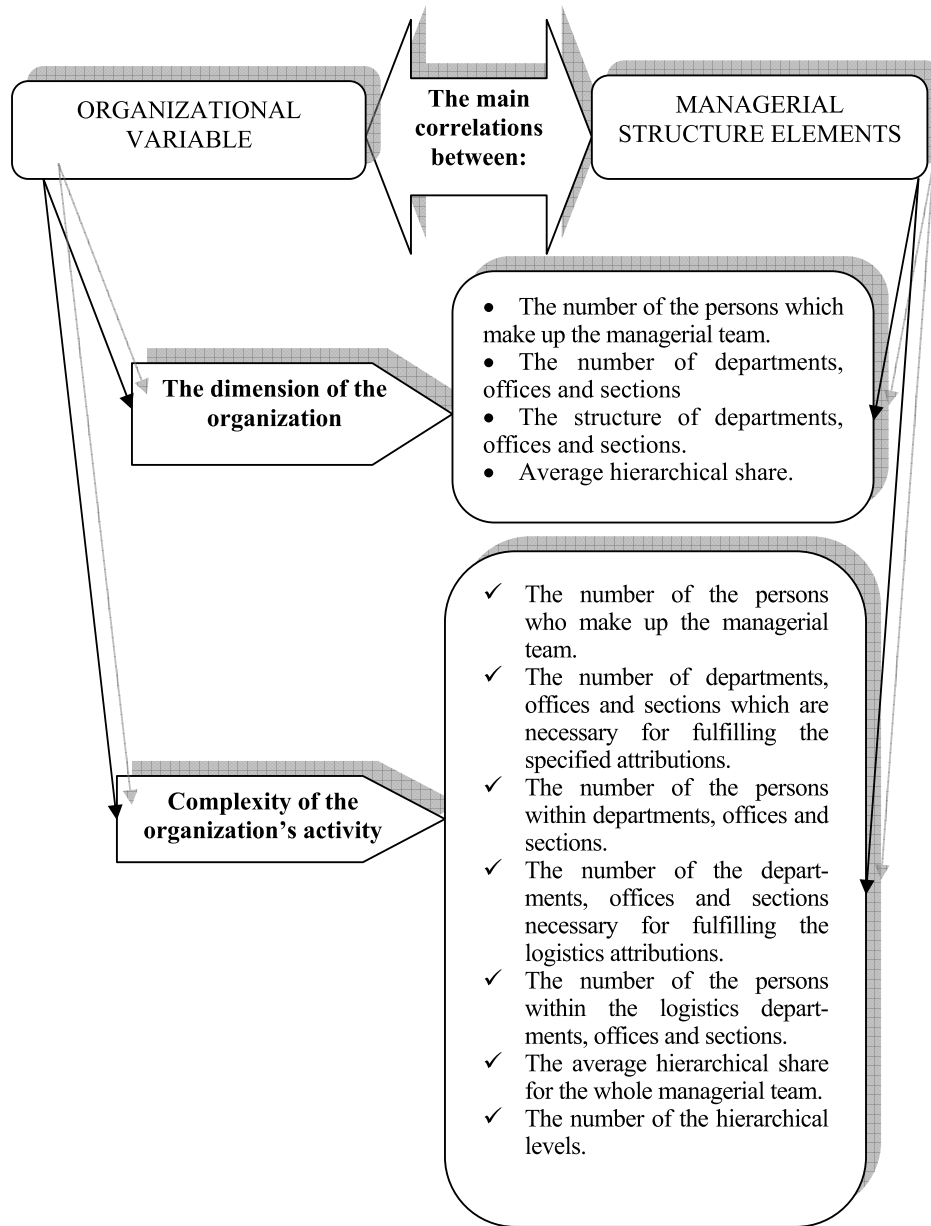 ORGANIZATIONAL
VARIABLE
The main
correlations
between:
MANAGERIAL
STRUCTURE ELEMENTS
The dimension of the
organization
• The number of the persons which
make up the managerial team.
• The number of departments,
offices and sections
• The structure of departments,
offices and sections.
• Average hierarchical share.
Complexity of the
organization’s activity
✓ The number of the persons
who make up the managerial
team.
✓ The number of departments,
offices and sections which are
necessary for fulfilling the
specified attributions.
✓ The number of the persons
within departments, offices and
sections.
✓ The number of the depart-
ments, offices and sections
necessary for fulfilling the
logistics attributions.
✓ The number of the persons
within the logistics depart-
ments, offices and sections.
✓ The average hierarchical share
for the whole managerial team.
✓ The number of the hierarchical
levels.